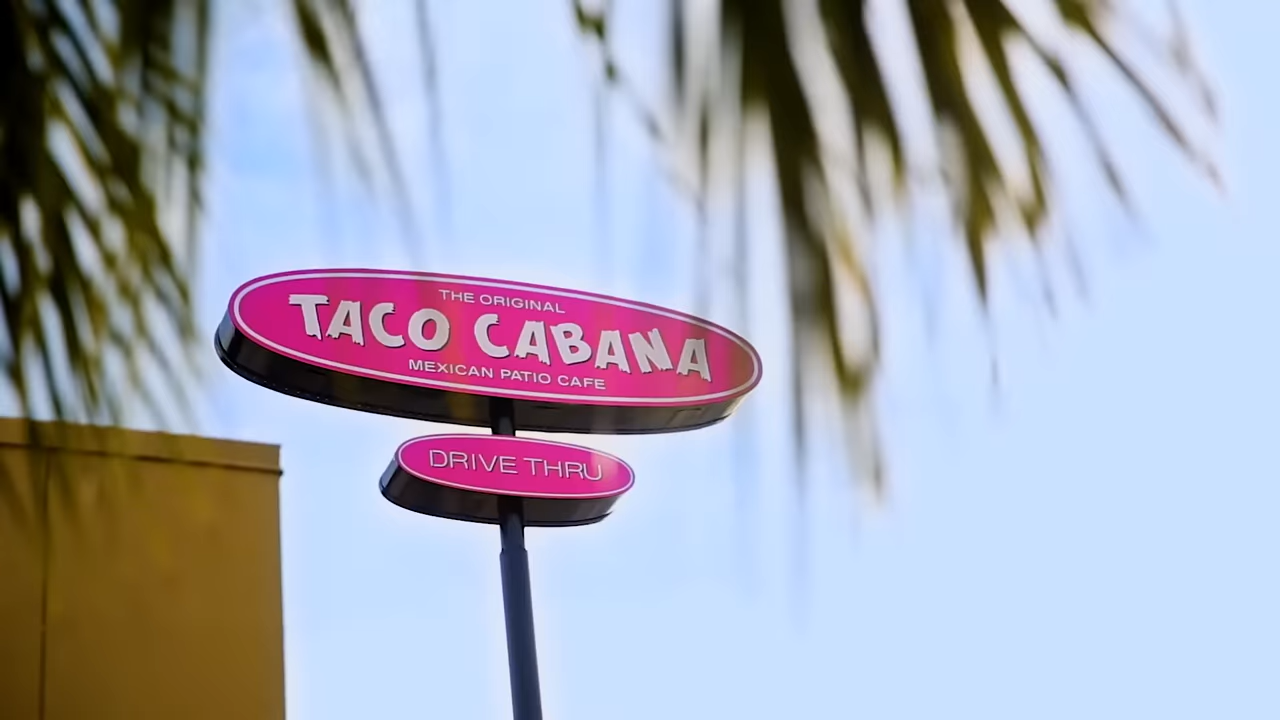 THE ORIGINAL
TACO CABANA
MEXICAN PATIO CAFE
DRIVE THRU